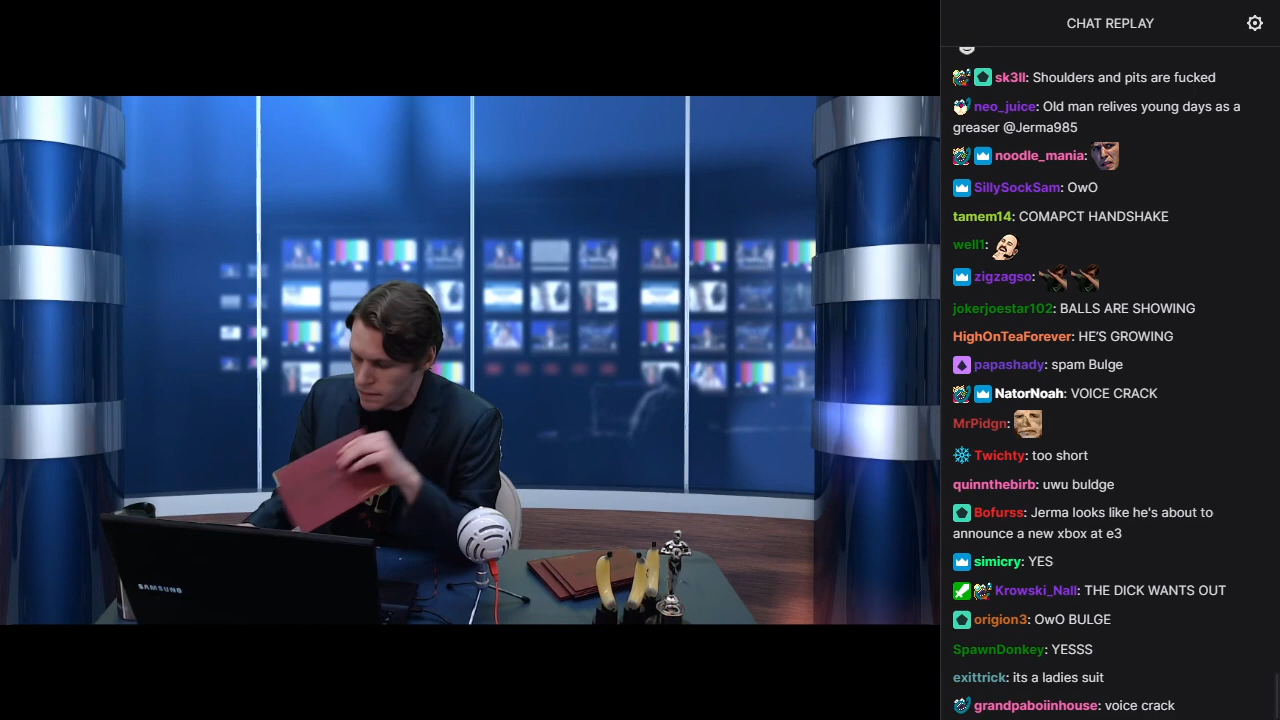 CHAT REPLAY
sk3ll: Shoulders and pits are fucked
neo_juice: Old man relives young days as a
greaser @Jerma985
noodle_mania:
SillySockSam: OwO
tamem14: COMAPCT HANDSHAKE
well1:
zigzagso:
jokerjoestar102: BALLS ARE SHOWING
HighOnTeaForever: HE'S GROWING
papashady: spam Bulge
NatorNoah: VOICE CRACK
MrPidgn:
Twichty: too short
quinnthebirb: uwu buldge
Bofurss: Jerma looks like he's about to
announce a new xbox at e3
simicry: YES
Krowski_Nall: THE DICK WANTS OUT
origion3: OwO BULGE
SpawnDonkey: YESSS
exittrick: its a ladies suit
grandpaboiinhouse: voice crack
SAMSUNG